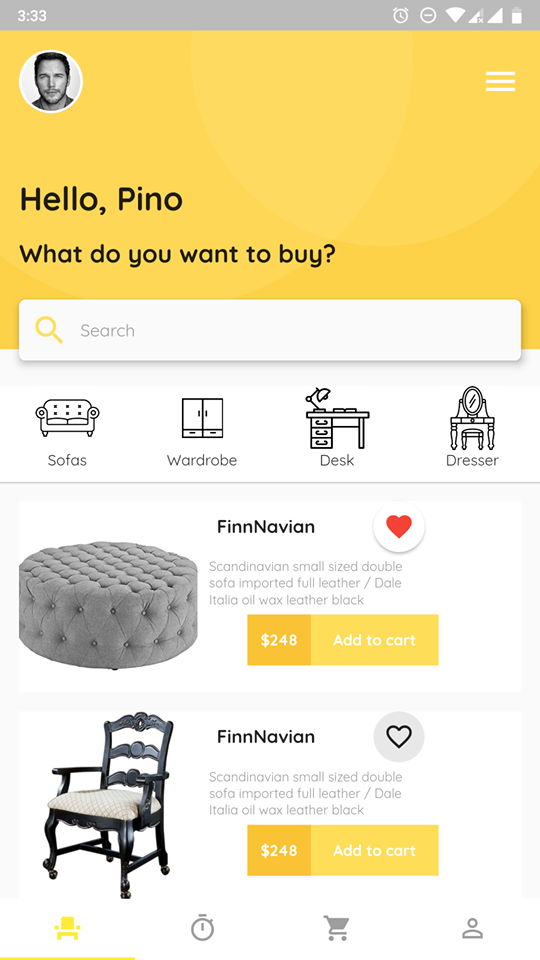 3:33
Hello, Pino
What do you want to buy?
Search
Sofas
Wardrobe
Desk
Dresser
FinnNavian
Scandinavian small sized double
sofa imported full leather / Dale
Italia oil wax leather black
$248
Add to cart
FinnNavian
Scandinavian small sized double
sofa imported full leather / Dale
Italia oil wax leather black
$248
Add to cart